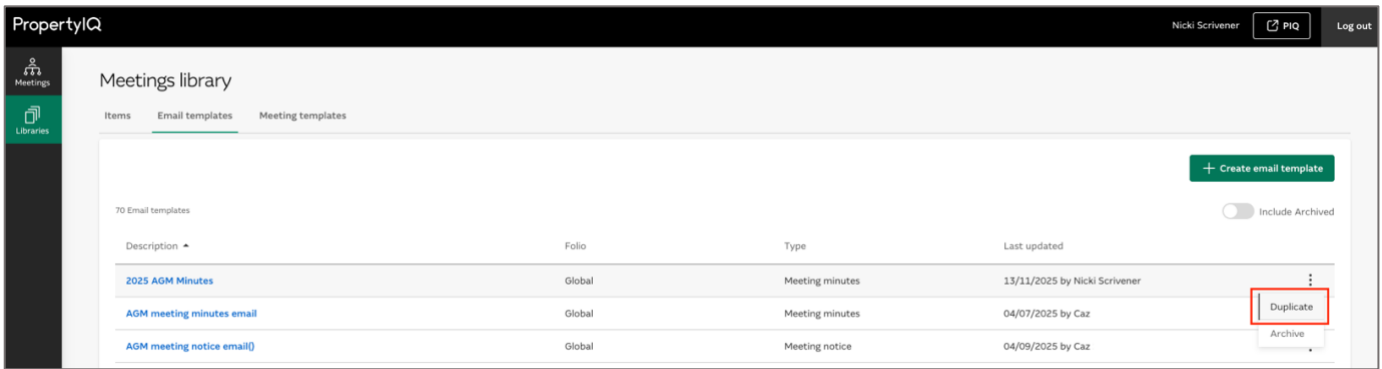 PropertyIQ
Nicki Scrivener PIQ Log out
Meetings
Libraries
Meetings library
Items Email templates Meeting templates
+ Create email template
70 Email templates
Include Archived
Description Folio Type Last updated
2025 AGM Minutes Global Meeting minutes 13/11/2025 by Nicki Scrivener
Duplicate
AGM meeting minutes email Global Meeting minutes 04/07/2025 by Caz
Archive
AGM meeting notice email() Global Meeting notice 04/09/2025 by Caz